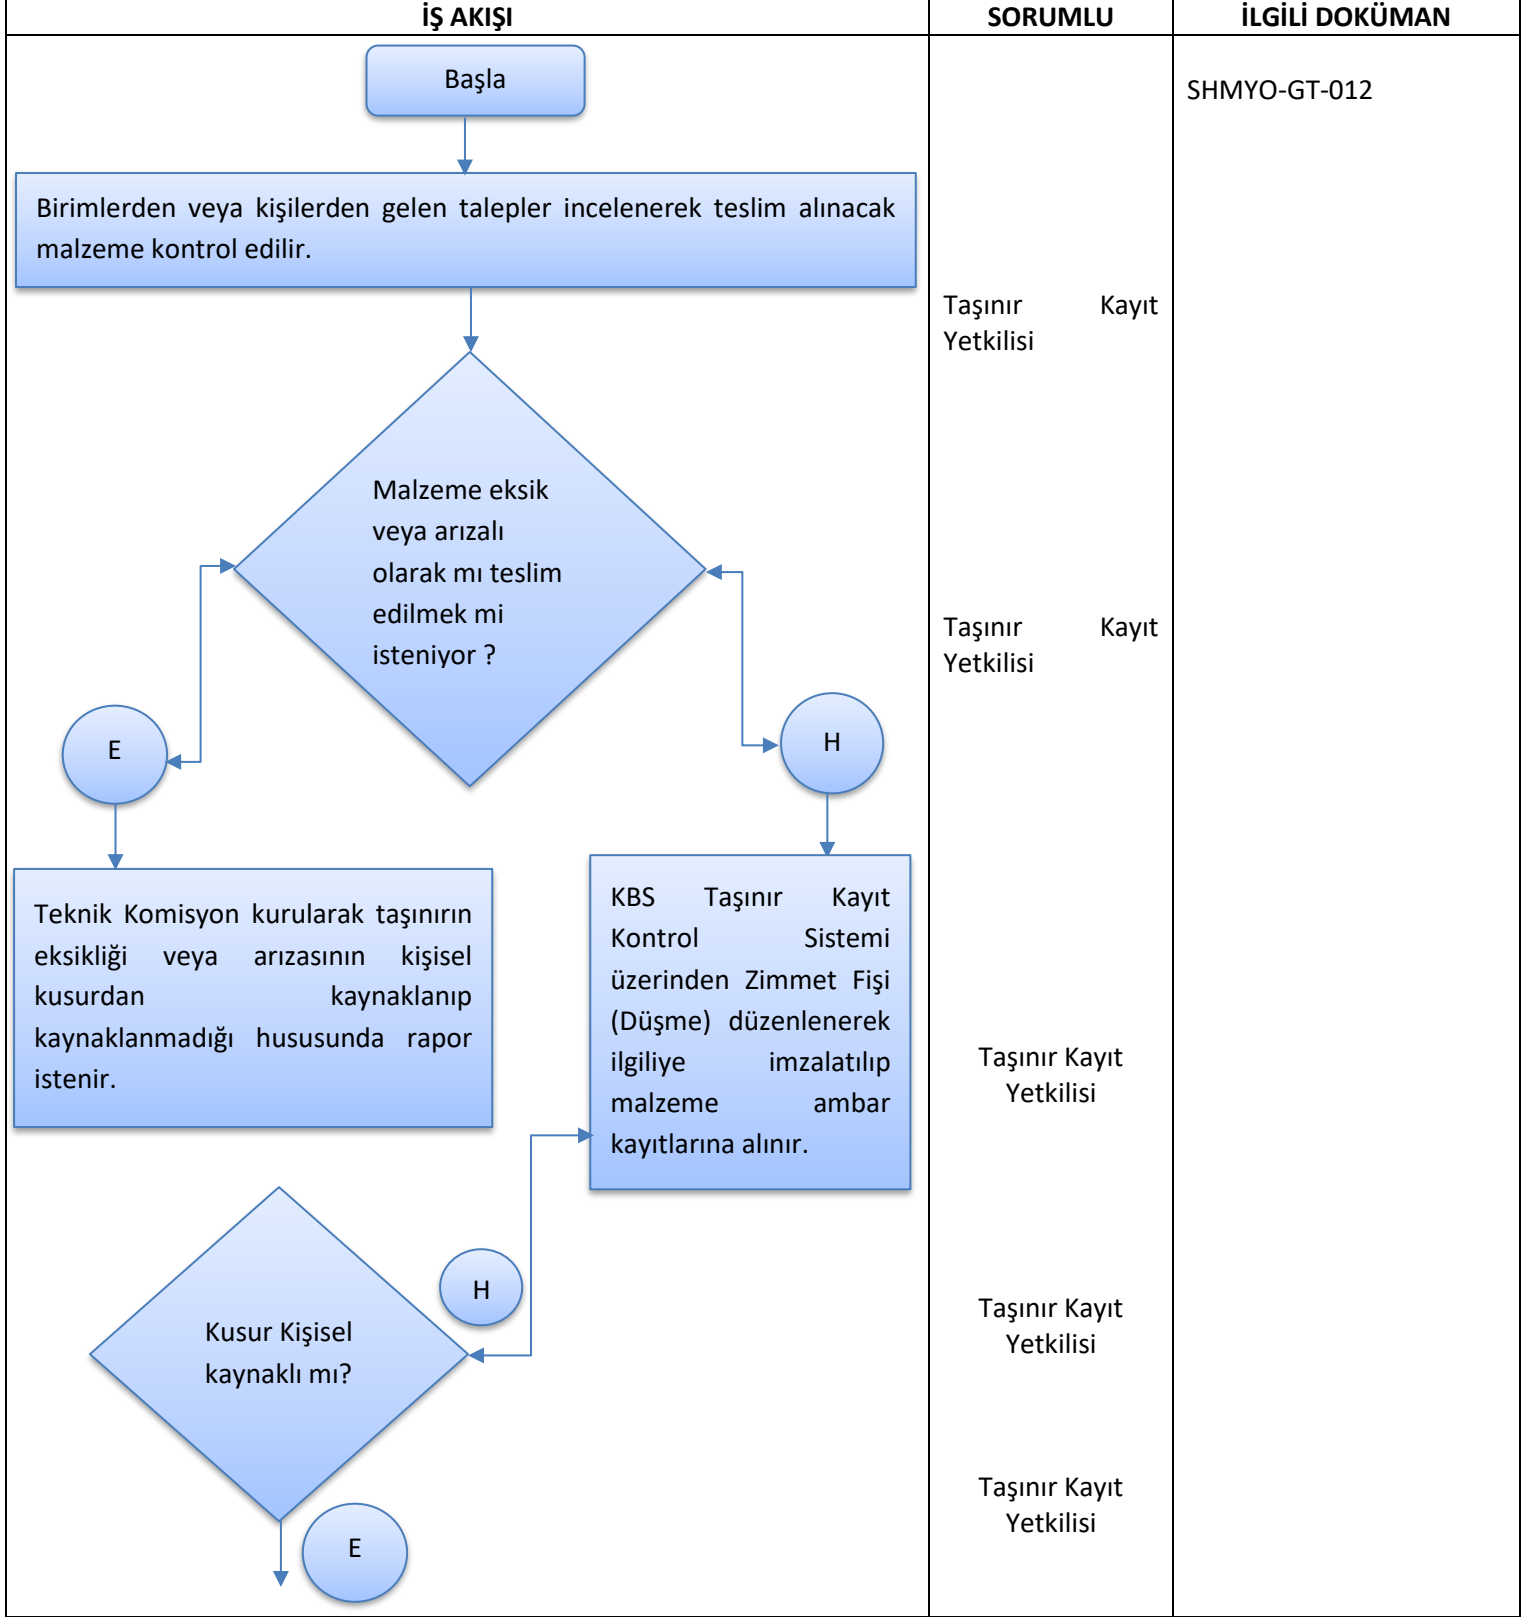 İŞ AKIŞI
SORUMLU
İLGİLİ DOKÜMAN
Başla
SHMYO-GT-012
Birimlerden veya kişilerden gelen talepler incelenerek teslim alınacak
malzeme kontrol edilir.
Taşınır Kayıt
Yetkilisi
Malzeme eksik
veya arızalı
olarak mı teslim
edilmek mi
isteniyor ?
Taşınır Kayıt
Yetkilisi
E
H
Teknik Komisyon kurularak taşınırın
eksikliği veya arızasının kişisel
kusurdan kaynaklanıp
kaynaklanmadığı hususunda rapor
istenir.
KBS Taşınır Kayıt
Kontrol Sistemi
üzerinden Zimmet Fişi
(Düşme) düzenlenerek
ilgiliye imzalatılıp
malzeme ambar
kayıtlarına alınır.
Taşınır Kayıt
Yetkilisi
H
Kusur Kişisel
kaynaklı mı?
Taşınır Kayıt
Yetkilisi
Taşınır Kayıt
Yetkilisi
E